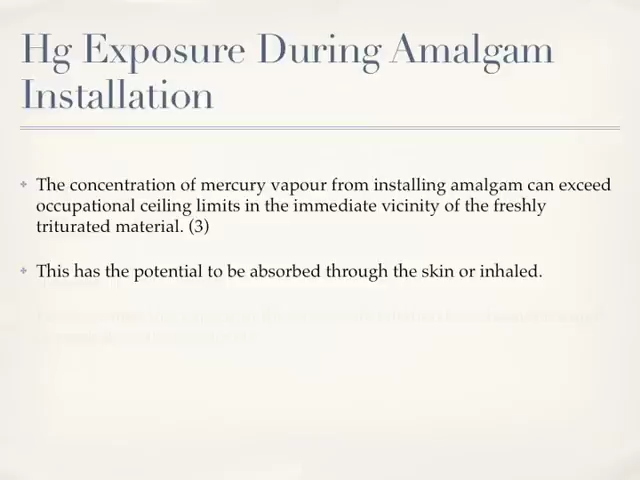 Hg Exposure During Amalgam
Installation
The concentration of mercury vapour from installing amalgam can exceed
occupational ceiling limits in the immediate vicinity of the freshly
triturated material. (3)
This has the potential to be absorbed through the skin or inhaled.